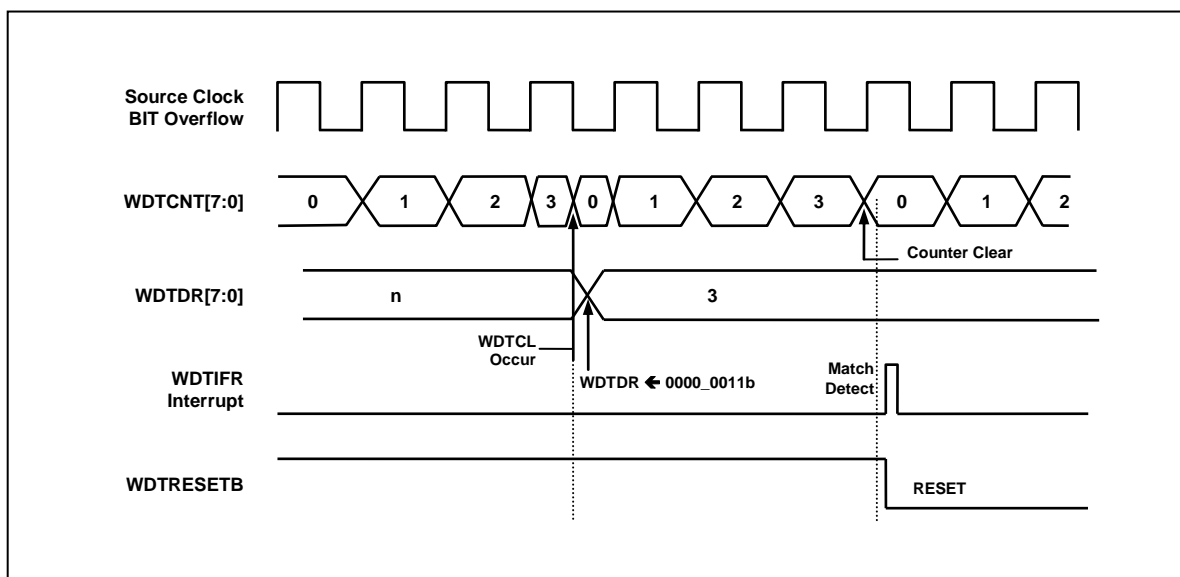 Source Clock
BIT Overflow
WDTCNT[7:0]
0 1 2 3 0 1 2 3 0 1 2
Counter Clear
WDTDR[7:0]
n 3
WDTCL
Occur
WDTDR 🡸 0000_0011b
WDTIFR
Interrupt
Match
Detect
WDTRESETB
RESET